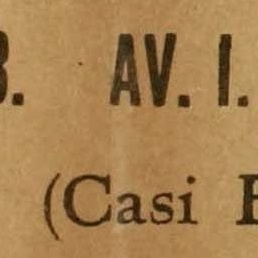 B. AV. I.
(Casi E